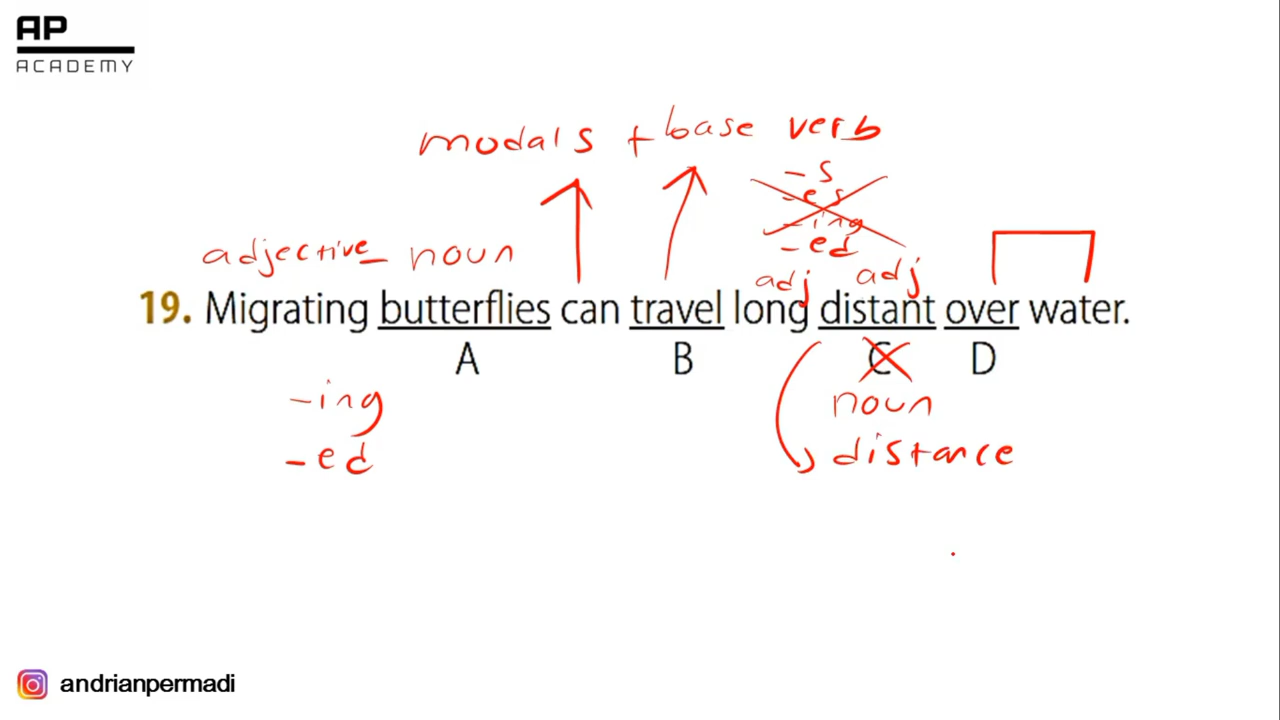 AP
ACADEMY
modals + base verb
-s
-es
-ing
-ed
adjective noun
adj adj
19. Migrating butterflies can travel long distant over water.
A B C D
-ing
noun
-ed
distance
andrianpermadi